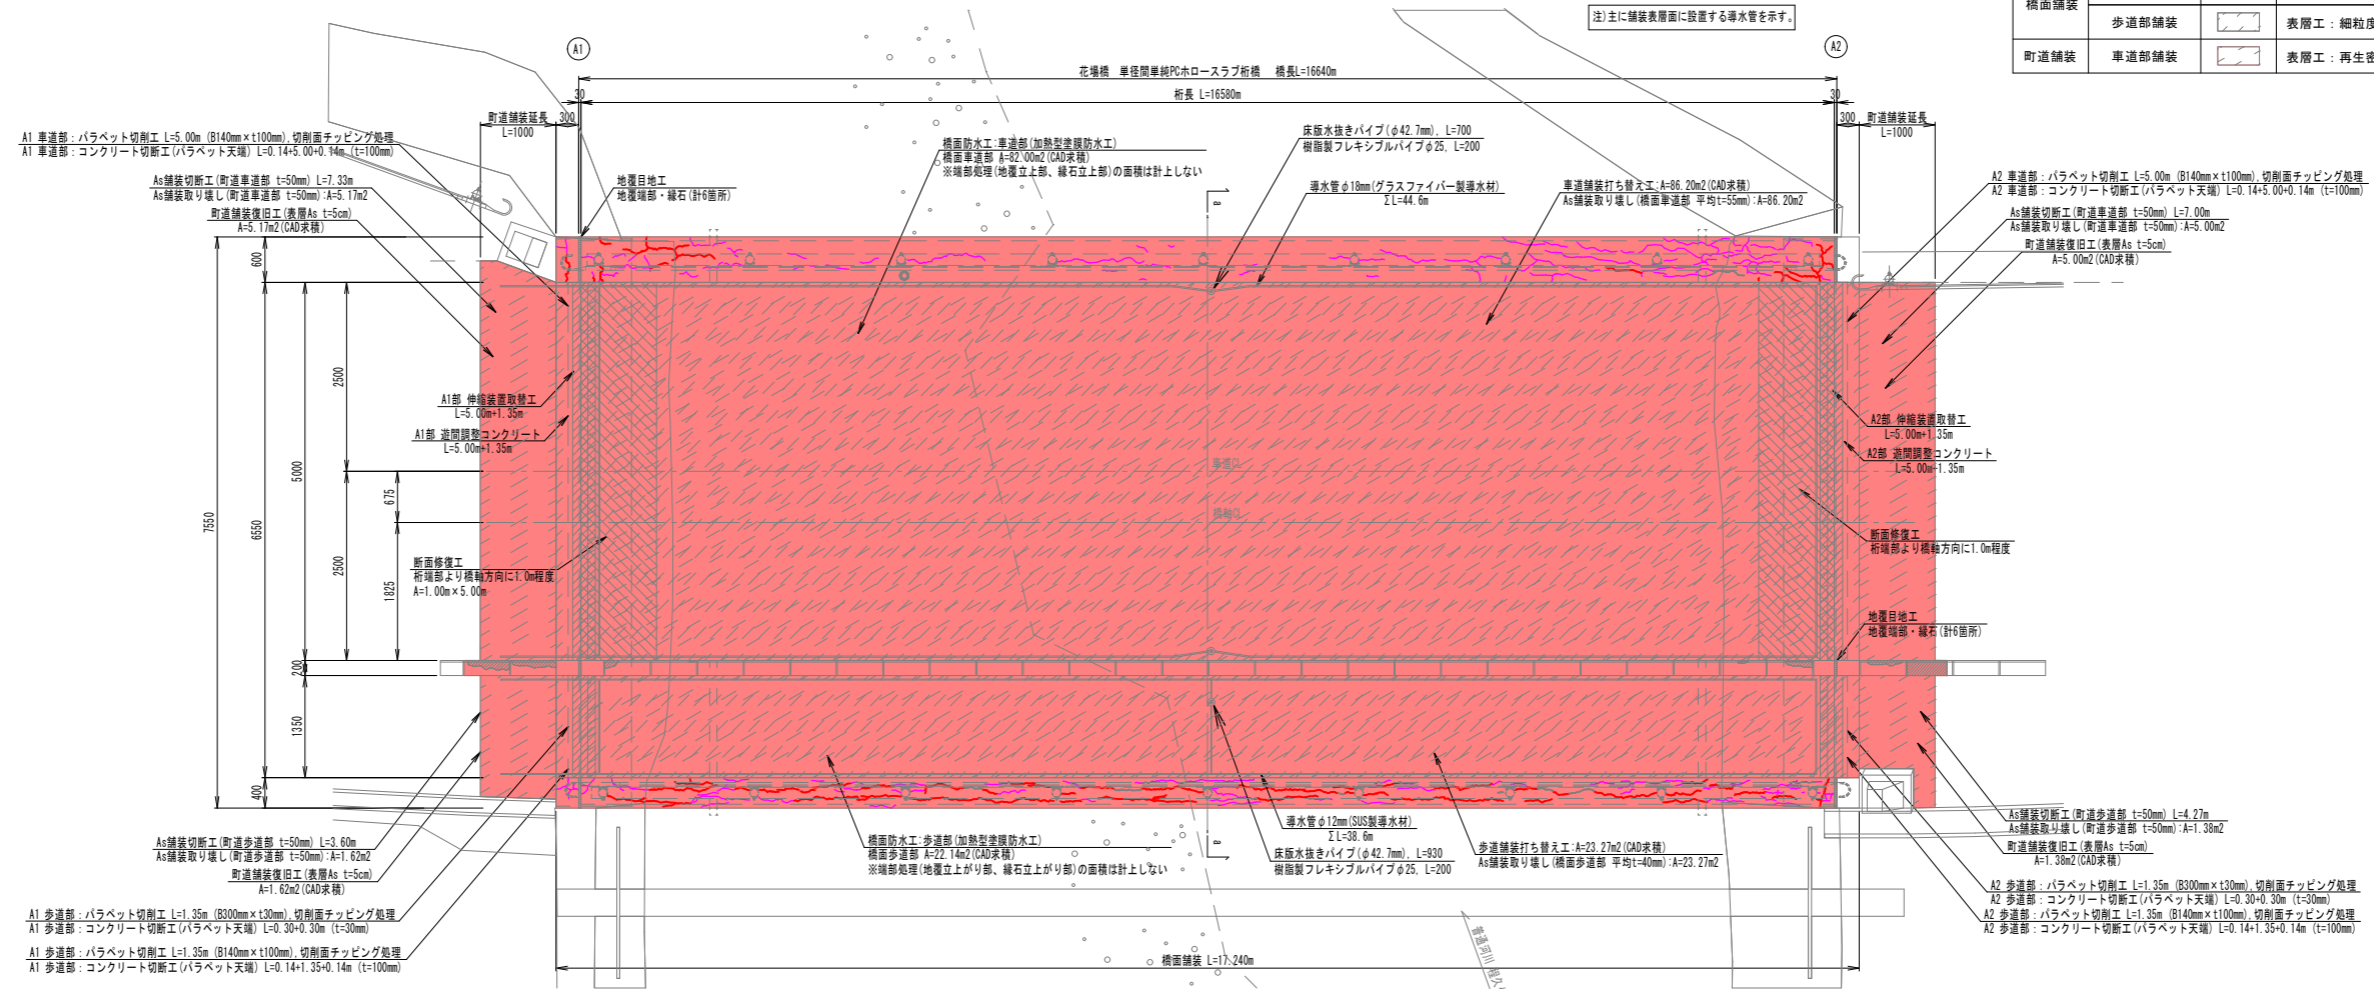 注)主に舗装表層面に設置する導水管を示す。
橋面舗装
歩道部舗装
表層工：細粒度
町道舗装
車道部舗装
表層工：再生密
A1
A2
花場橋 単径間単純PCホロースラブ桁橋 橋長L=16640m
30
桁長 L=16580m
30
町道舗装延長
L=1000
300
300
町道舗装延長
L=1000
A1 車道部：パラペット切削工 L=5.00m (B140mm×t100mm),切削面チッピング処理
A1 車道部：コンクリート切断工(パラペット天端) L=0.14+5.00+0.14m (t=100mm)
As舗装切断工(町道車道部 t=50mm) L=7.33m
As舗装取り壊し(町道車道部 t=50mm):A=5.17m2
町道舗装復旧工(表層As t=5cm)
A=5.17m2(CAD求積)
地覆目地工
地覆端部・縁石(計6箇所)
橋面防水工:車道部(加熱型塗膜防水工)
橋面車道部 A=82.00m2(CAD求積)
※端部処理(地覆立上部、縁石立上部)の面積は計上しない
床版水抜きパイプ(φ42.7mm), L=700
樹脂製フレキシブルパイプφ25, L=200
導水管φ18mm(グラスファイバー製導水材)
ΣL=44.6m
車道舗装打ち替え工:A=86.20m2(CAD求積)
As舗装取り壊し(橋面車道部 平均t=55mm):A=86.20m2
A2 車道部：パラペット切削工 L=5.00m (B140mm×t100mm),切削面チッピング処理
A2 車道部：コンクリート切断工(パラペット天端) L=0.14+5.00+0.14m (t=100mm)
As舗装切断工(町道車道部 t=50mm) L=7.00m
As舗装取り壊し(町道車道部 t=50mm):A=5.00m2
町道舗装復旧工(表層As t=5cm)
A=5.00m2(CAD求積)
a
600
2500
5000
7550
6550
675
2500
1825
200
1350
400
A1部 伸縮装置取替工
L=5.00m+1.35m
A1部 遊間調整コンクリート
L=5.00m+1.35m
断面修復工
桁端部より橋軸方向に1.0m程度
A=1.00m×5.00m
車道CL
橋軸CL
A2部 伸縮装置取替工
L=5.00m+1.35m
A2部 遊間調整コンクリート
L=5.00m+1.35m
断面修復工
桁端部より橋軸方向に1.0m程度
地覆目地工
地覆端部・縁石(計6箇所)
As舗装切断工(町道歩道部 t=50mm) L=3.60m
As舗装取り壊し(町道歩道部 t=50mm):A=1.62m2
町道舗装復旧工(表層As t=5cm)
A=1.62m2(CAD求積)
A1 歩道部：パラペット切削工 L=1.35m (B300mm×t30mm),切削面チッピング処理
A1 歩道部：コンクリート切断工(パラペット天端) L=0.30+0.30m (t=30mm)
A1 歩道部：パラペット切削工 L=1.35m (B140mm×t100mm),切削面チッピング処理
A1 歩道部：コンクリート切断工(パラペット天端) L=0.14+1.35+0.14m (t=100mm)
橋面防水工:歩道部(加熱型塗膜防水工)
橋面歩道部 A=22.14m2(CAD求積)
※端部処理(地覆立上がり部、縁石立上がり部)の面積は計上しない
a
導水管φ12mm(SUS製導水材)
ΣL=38.6m
床版水抜きパイプ(φ42.7mm), L=930
樹脂製フレキシブルパイプφ25, L=200
歩道舗装打ち替え工:A=23.27m2(CAD求積)
As舗装取り壊し(橋面歩道部 平均t=40mm):A=23.27m2
As舗装切断工(町道歩道部 t=50mm) L=4.27m
As舗装取り壊し(町道歩道部 t=50mm):A=1.38m2
町道舗装復旧工(表層As t=5cm)
A=1.38m2(CAD求積)
A2 歩道部：パラペット切削工 L=1.35m (B300mm×t30mm),切削面チッピング処理
A2 歩道部：コンクリート切断工(パラペット天端) L=0.30+0.30m (t=30mm)
A2 歩道部：パラペット切削工 L=1.35m (B140mm×t100mm),切削面チッピング処理
A2 歩道部：コンクリート切断工(パラペット天端) L=0.14+1.35+0.14m (t=100mm)
橋面舗装 L=17.240m
普通河川